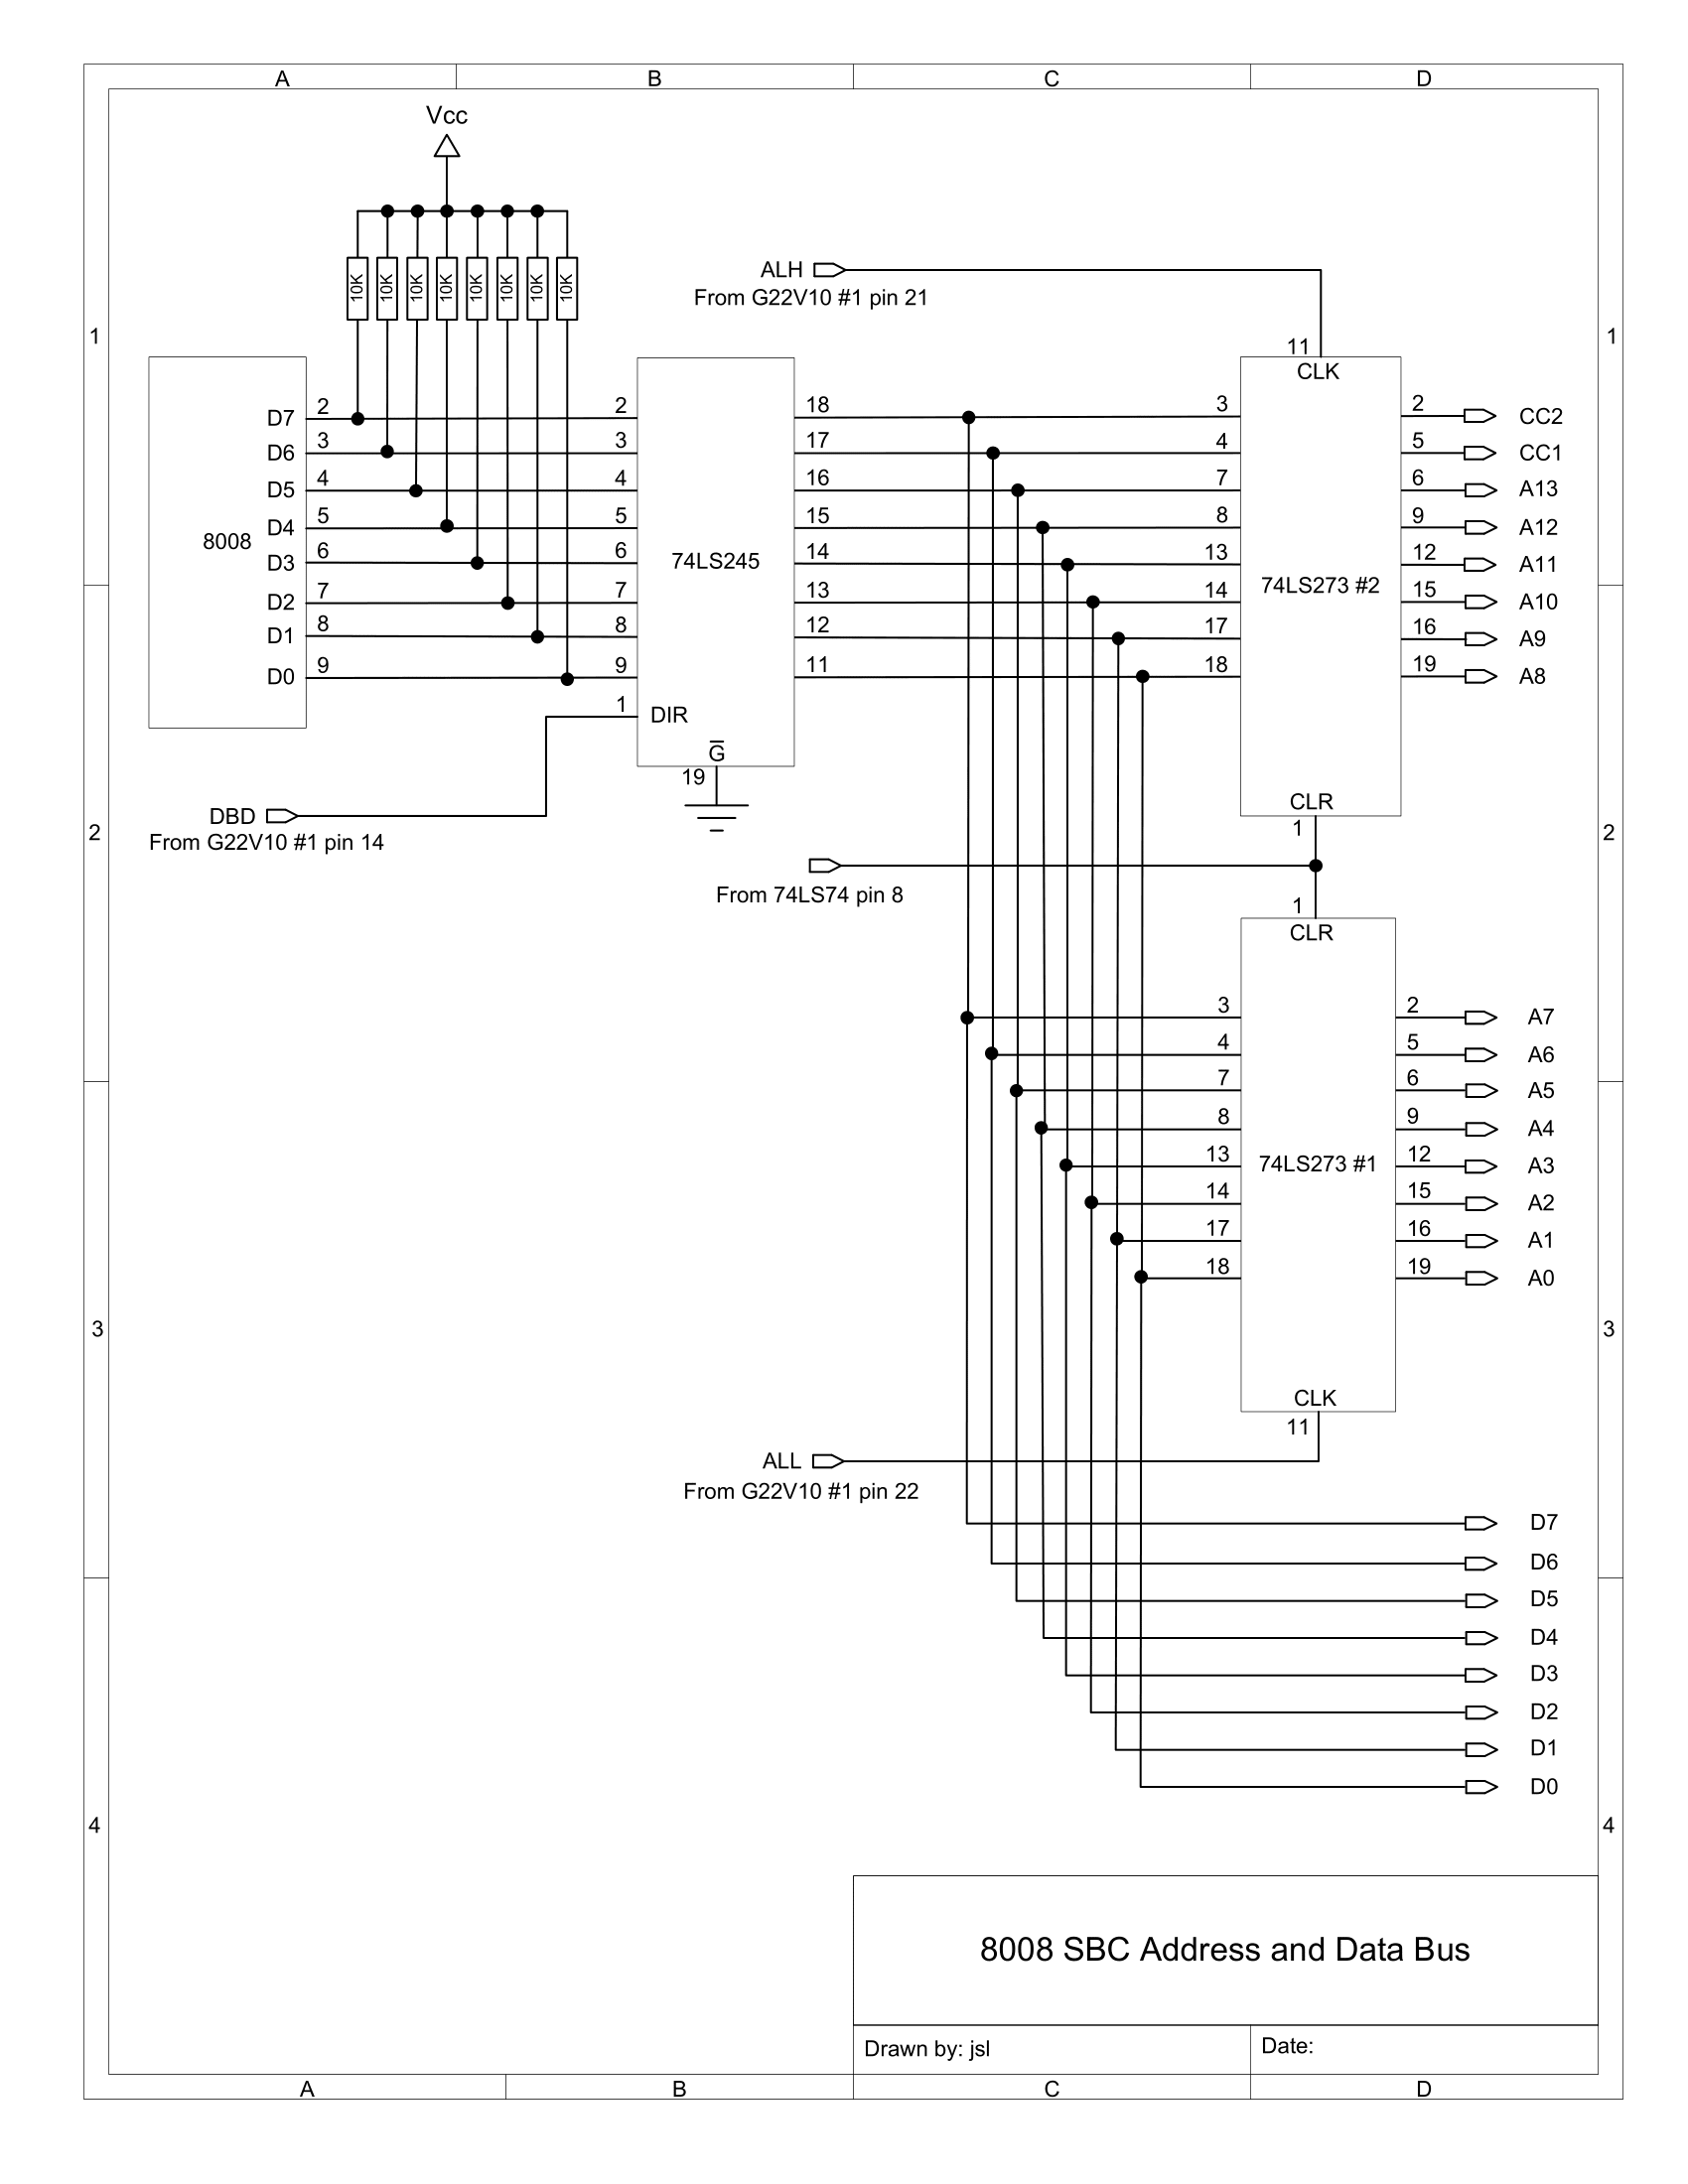 A B C D
Vcc
10K 10K 10K 10K 10K 10K 10K 10K
ALH
From G22V10 #1 pin 21
1 1
11
CLK
D7 2 2 18 3 2 CC2
D6 3 3 17 4 5 CC1
D5 4 4 16 7 6 A13
D4 5 5 15 8 9 A12
8008
D3 6 6 14 13 12 A11
74LS245
74LS273 #2
D2 7 7 13 14 15 A10
D1 8 8 12 17 16 A9
D0 9 9 11 18 19 A8
1 DIR
G
19
CLR
1
DBD
From G22V10 #1 pin 14
2 2
From 74LS74 pin 8
1
CLR
3 2 A7
4 5 A6
7 6 A5
8 9 A4
13 12 A3
74LS273 #1
14 15 A2
17 16 A1
18 19 A0
3 3
CLK
11
ALL
From G22V10 #1 pin 22
D7
D6
D5
D4
D3
D2
D1
D0
4 4
8008 SBC Address and Data Bus
Drawn by: jsl
Date:
A B C D